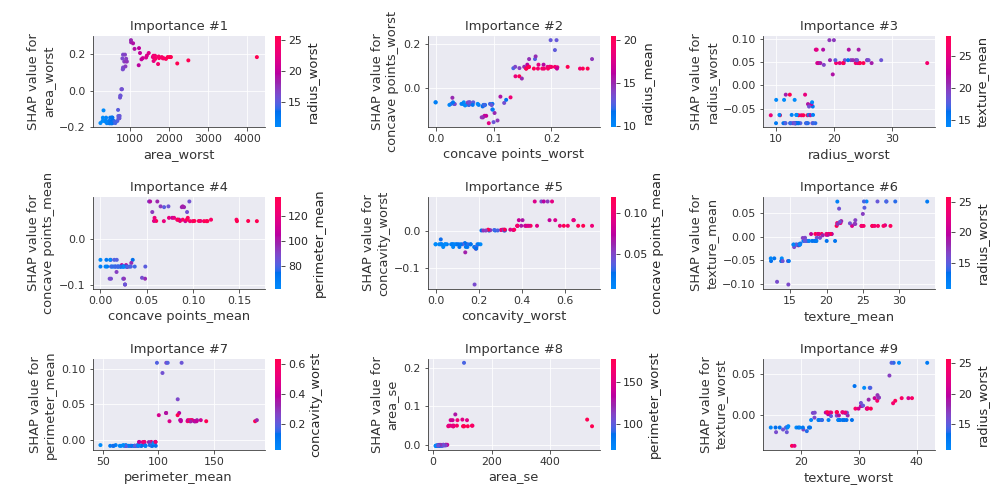 Importance #1
SHAP value for
area_worst
0.2
0.0
−0.2
1000
2000
3000
4000
area_worst
25
20
15
radius_worst
Importance #2
SHAP value for
concave points_worst
0.2
0.0
0.0
0.1
0.2
concave points_worst
20
15
10
radius_mean
Importance #3
SHAP value for
radius_worst
0.10
0.05
0.00
−0.05
10
20
30
radius_worst
25
20
15
texture_mean
Importance #4
SHAP value for
concave points_mean
0.0
−0.1
0.00
0.05
0.10
0.15
concave points_mean
120
100
80
perimeter_mean
Importance #5
SHAP value for
concavity_worst
0.0
−0.1
0.0
0.2
0.4
0.6
concavity_worst
0.10
0.05
concave points_mean
Importance #6
SHAP value for
texture_mean
0.05
0.00
−0.05
−0.10
15
20
25
30
texture_mean
25
20
15
radius_worst
Importance #7
SHAP value for
perimeter_mean
0.10
0.05
0.00
50
100
150
perimeter_mean
0.6
0.4
0.2
concavity_worst
Importance #8
SHAP value for
area_se
0.2
0.1
0.0
0
200
400
area_se
150
100
perimeter_worst
Importance #9
SHAP value for
texture_worst
0.05
0.00
20
30
40
texture_worst
25
20
15
radius_worst